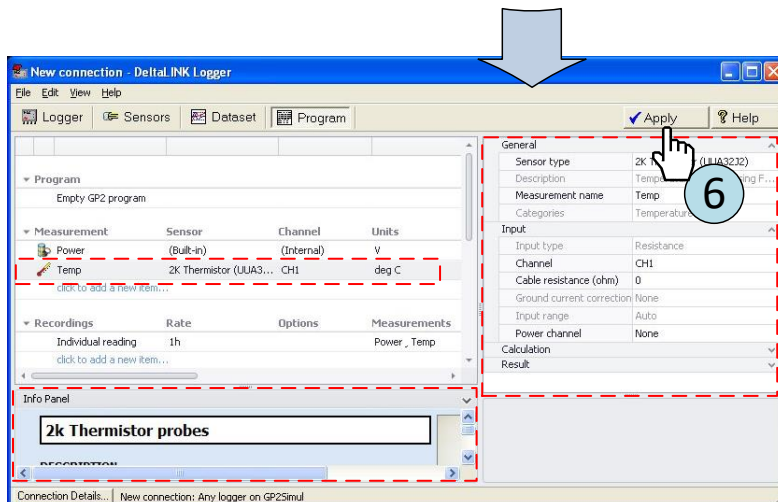 New connection - DeltaLINK Logger
File Edit View Help
Logger Sensors Dataset Program Apply Help
Program
Empty GP2 program
Measurement Sensor Channel Units
Power (Built-in) (Internal) V
Temp 2K Thermistor (UUA3... CH1 deg C
click to add a new item...
Recordings Rate Options Measurements
Individual reading 1h Power , Temp
click to add a new item...
General
Sensor type 2K (UUA32J2)
Description
Measurement name Temp
Categories Temperature
6
Input
Input type Resistance
Channel CH1
Cable resistance (ohm) 0
Ground current correction None
Input range Auto
Power channel None
Calculation
Result
Info Panel
2k Thermistor probes
DESCRIPTION
Connection Details... New connection: Any logger on GP2Simul